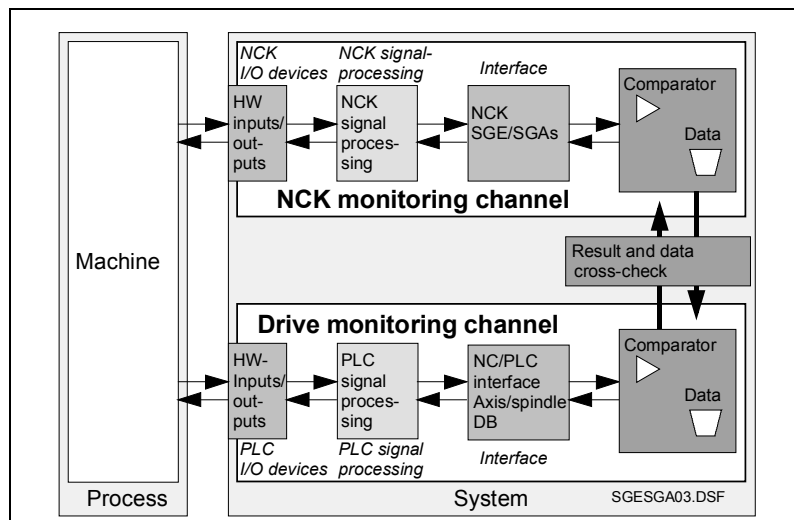 NCK
I/O devices
NCK signal-
processing
Interface
HW
inputs/
out-
puts
NCK
signal
proces-
sing
NCK
SGE/SGAs
Comparator
Data
NCK monitoring channel
Machine
Result and data
cross-check
Drive monitoring channel
HW-
Inputs/
out-
puts
PLC
signal
proces-
sing
NC/PLC
interface
Axis/spindle
DB
Comparator
Data
PLC
I/O devices
PLC signal
processing
Interface
Process
System
SGESGA03.DSF